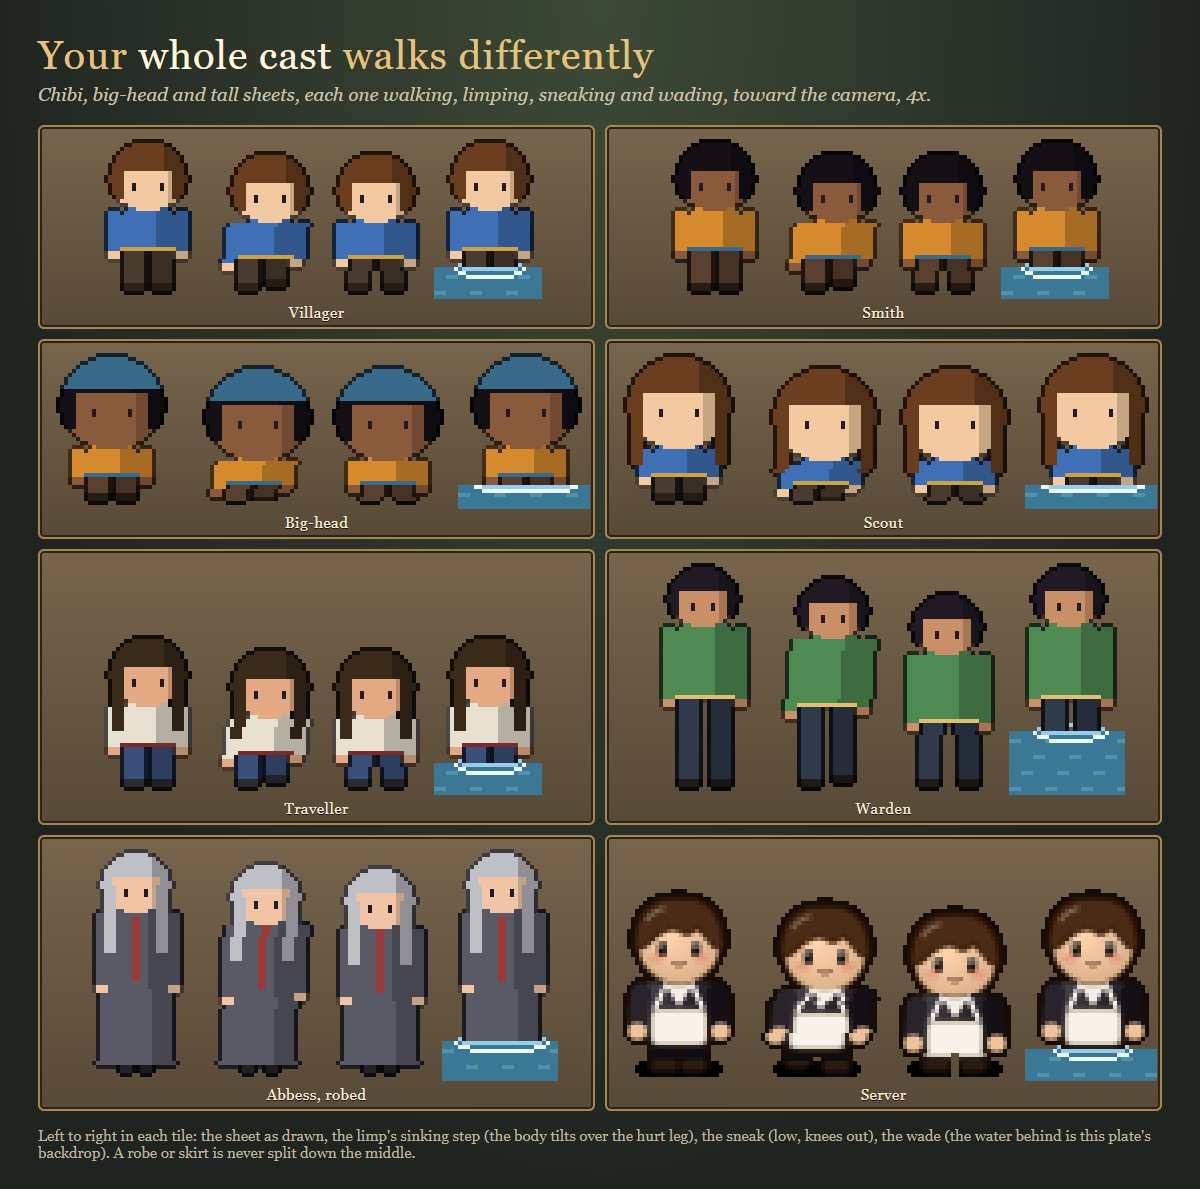 Your whole cast walks differently
Chibi, big-head and tall sheets, each one walking, limping, sneaking and wading, toward the camera, 4x.
Villager
Smith
Big-head
Scout
Traveller
Warden
Abbess, robed
Server
Left to right in each tile: the sheet as drawn, the limp's sinking step (the body tilts over the hurt leg), the sneak (low, knees out), the wade (the water behind is this plate's
backdrop). A robe or skirt is never split down the middle.